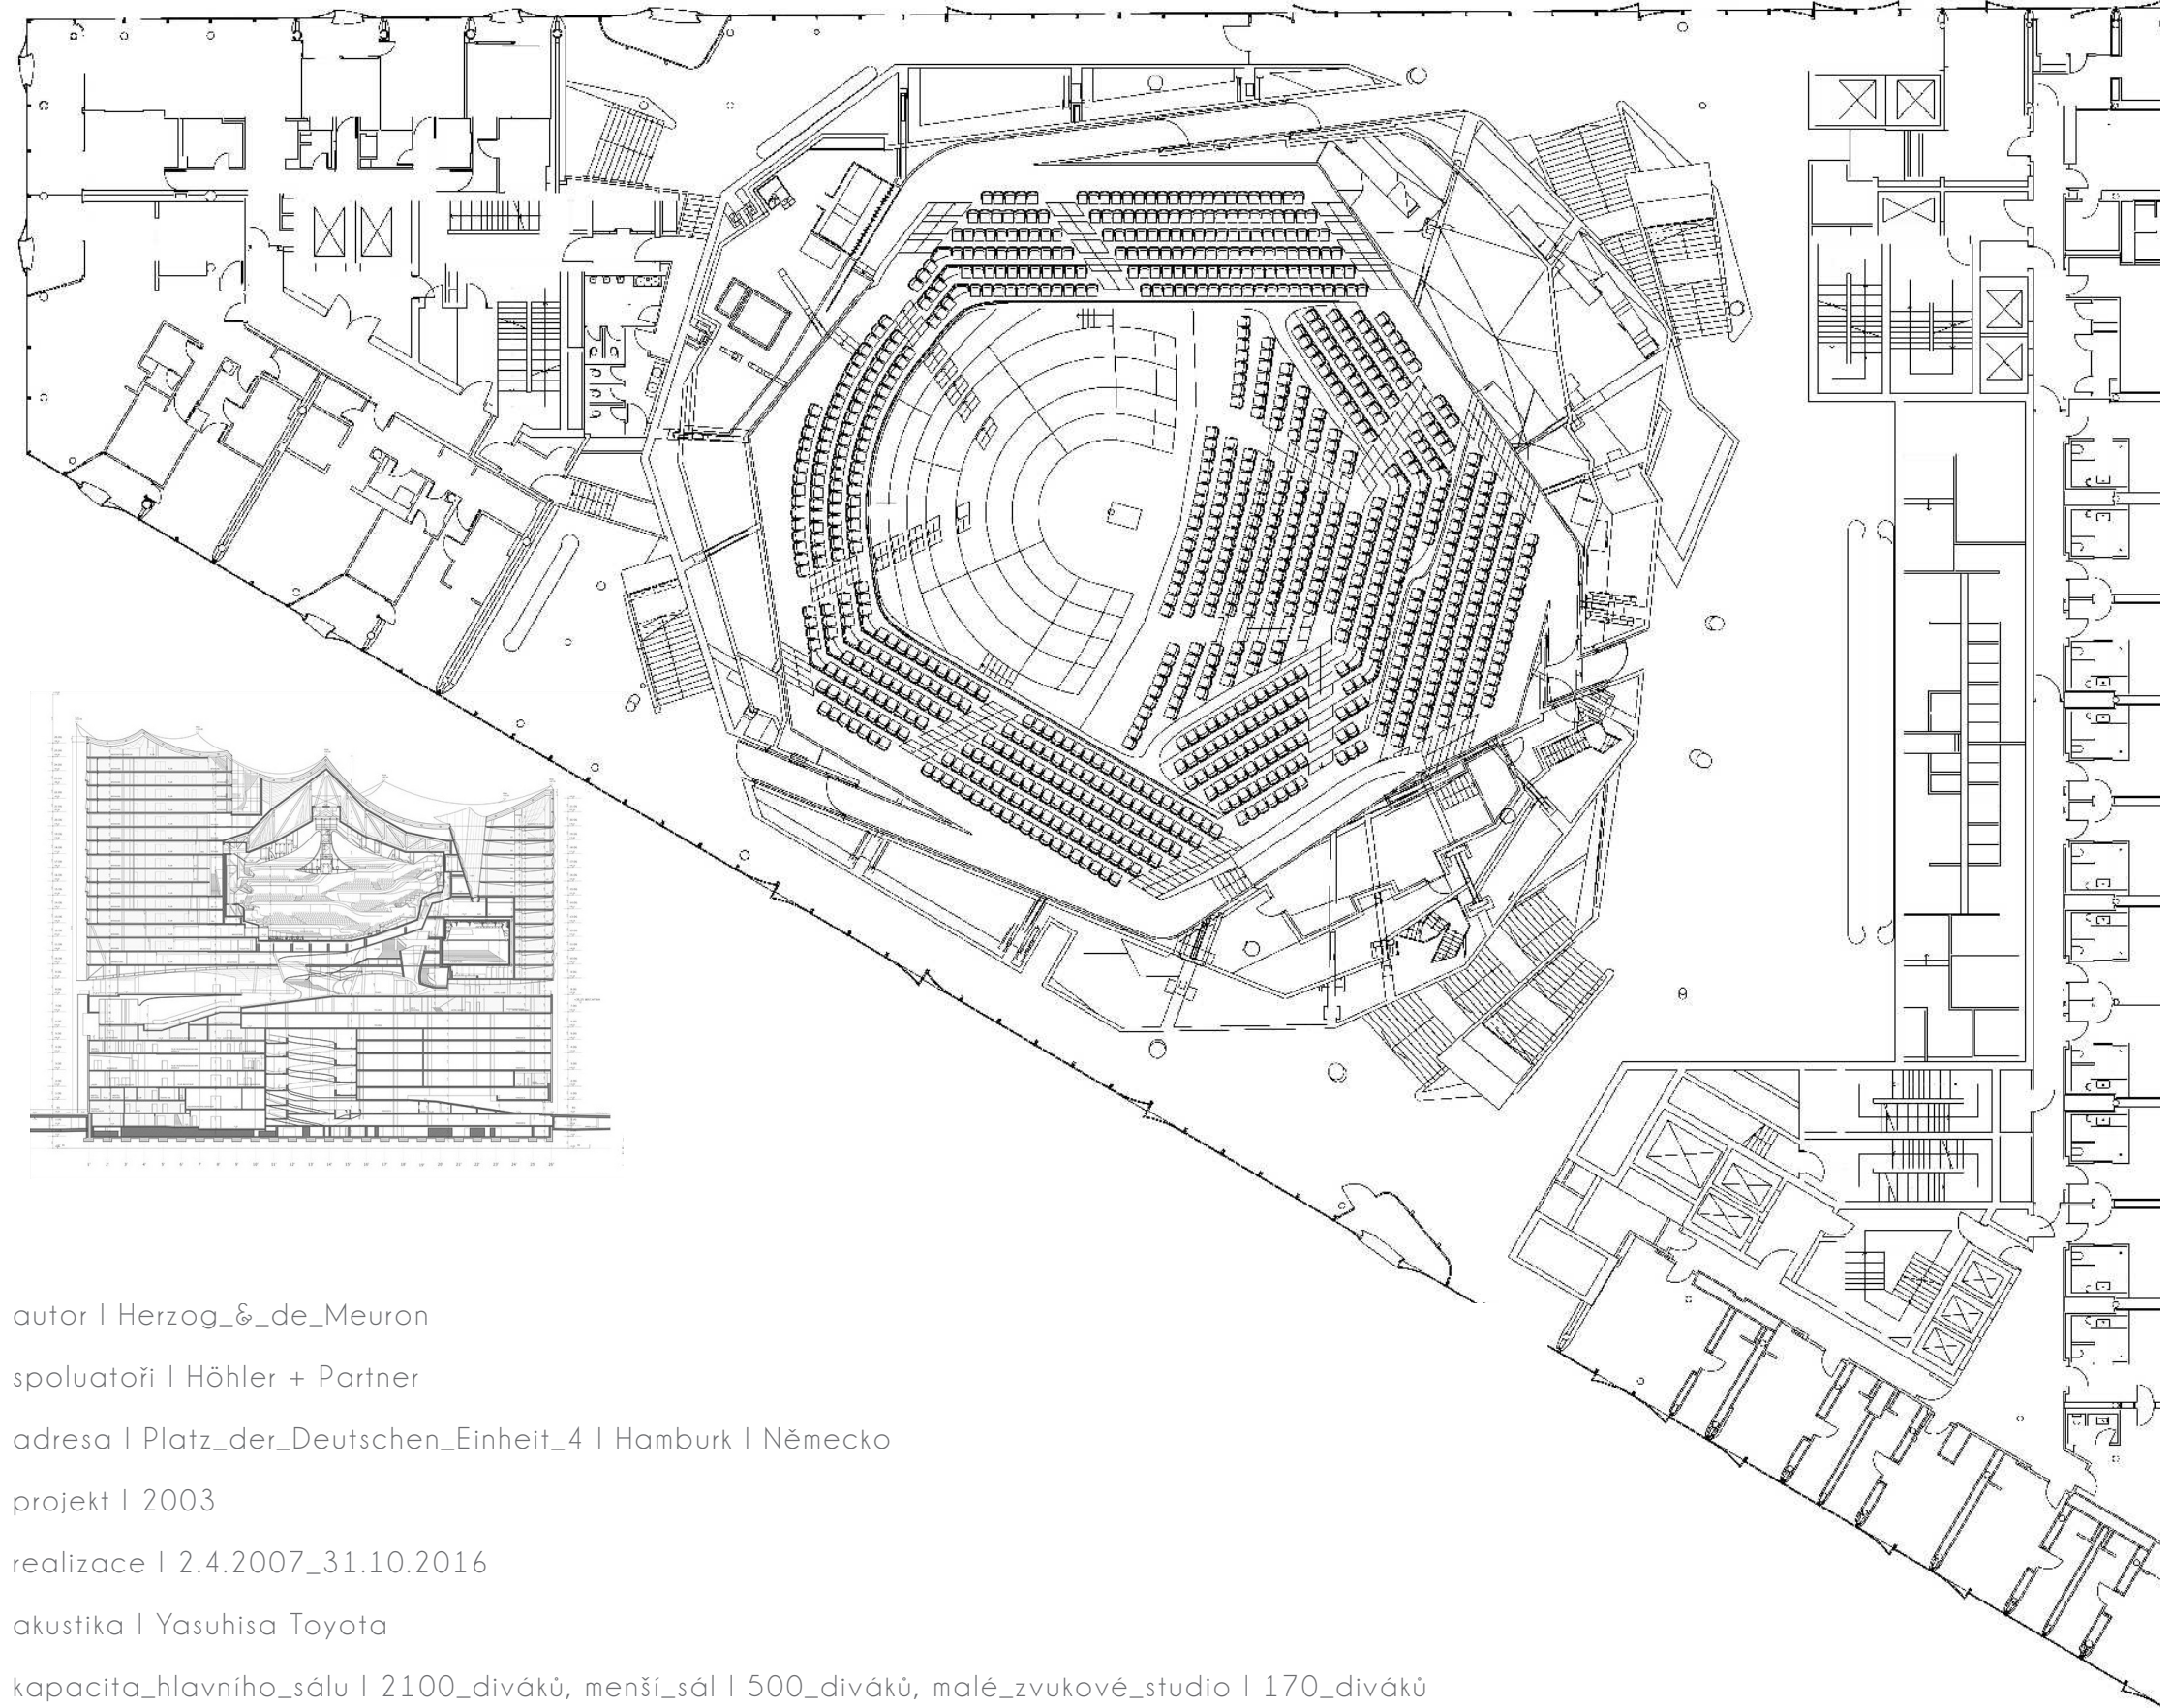 autor | Herzog_&_de_Meuron
spoluatoři | Höhler + Partner
adresa | Platz_der_Deutschen_Einheit_4 | Hamburk | Německo
projekt | 2003
realizace | 2.4.2007_31.10.2016
akustika | Yasuhisa Toyota
kapacita_hlavního_sálu | 2100_diváků, menší_sál | 500_diváků, malé_zvukové_studio | 170_diváků